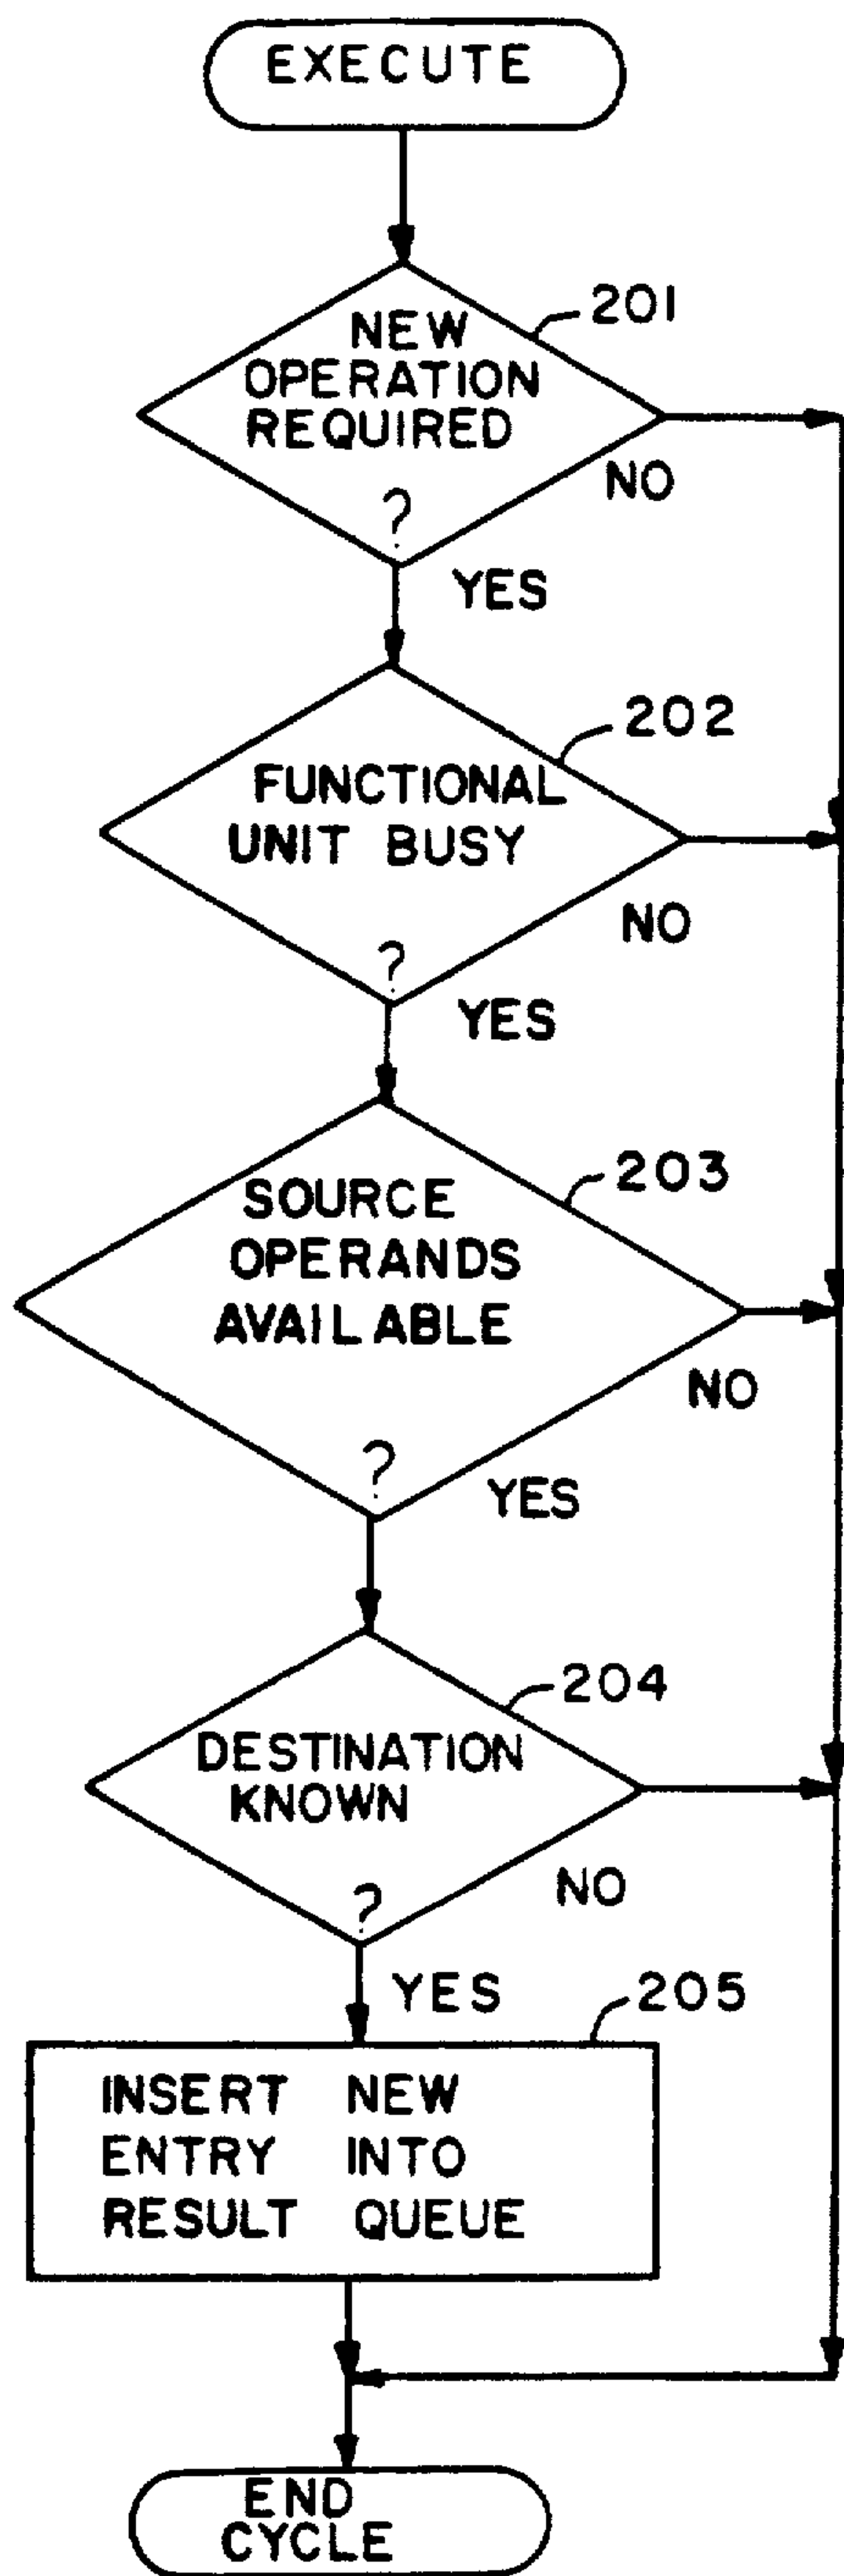 EXECUTE
201
NEW
OPERATION
REQUIRED
?
NO
YES
202
FUNCTIONAL
UNIT BUSY
?
NO
YES
203
SOURCE
OPERANDS
AVAILABLE
?
NO
YES
204
DESTINATION
KNOWN
?
NO
YES
205
INSERT NEW
ENTRY INTO
RESULT QUEUE
END
CYCLE